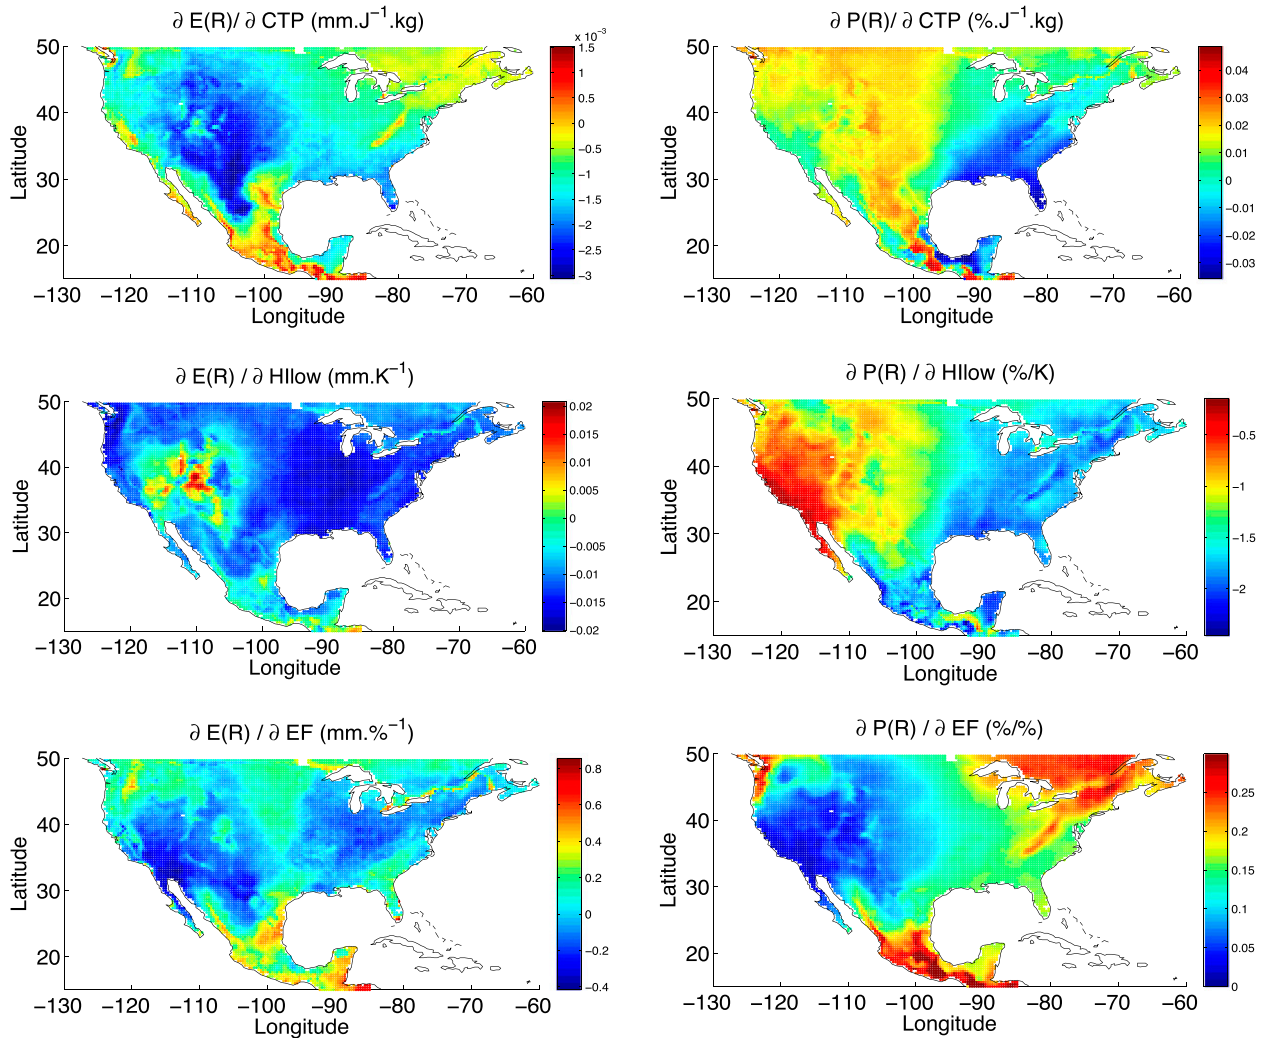 ∂ E(R)/ ∂ CTP (mm.J⁻¹.kg)
x 10⁻³
50
40
30
20
Latitude
−130 −120 −110 −100 −90 −80 −70 −60
Longitude
1.5
1
0.5
0
−0.5
−1
−1.5
−2
−2.5
−3
∂ P(R)/ ∂ CTP (%.J⁻¹.kg)
50
40
30
20
Latitude
−130 −120 −110 −100 −90 −80 −70 −60
Longitude
0.04
0.03
0.02
0.01
0
−0.01
−0.02
−0.03
∂ E(R) / ∂ HIlow (mm.K⁻¹)
50
40
30
20
Latitude
−130 −120 −110 −100 −90 −80 −70 −60
Longitude
0.02
0.015
0.01
0.005
0
−0.005
−0.01
−0.015
−0.02
∂ P(R) / ∂ HIlow (%/K)
50
40
30
20
Latitude
−130 −120 −110 −100 −90 −80 −70 −60
Longitude
−0.5
−1
−1.5
−2
∂ E(R) / ∂ EF (mm.%⁻¹)
50
40
30
20
Latitude
−130 −120 −110 −100 −90 −80 −70 −60
Longitude
0.8
0.6
0.4
0.2
0
−0.2
−0.4
∂ P(R) / ∂ EF (%/%)
50
40
30
20
Latitude
−130 −120 −110 −100 −90 −80 −70 −60
Longitude
0.25
0.2
0.15
0.1
0.05
0